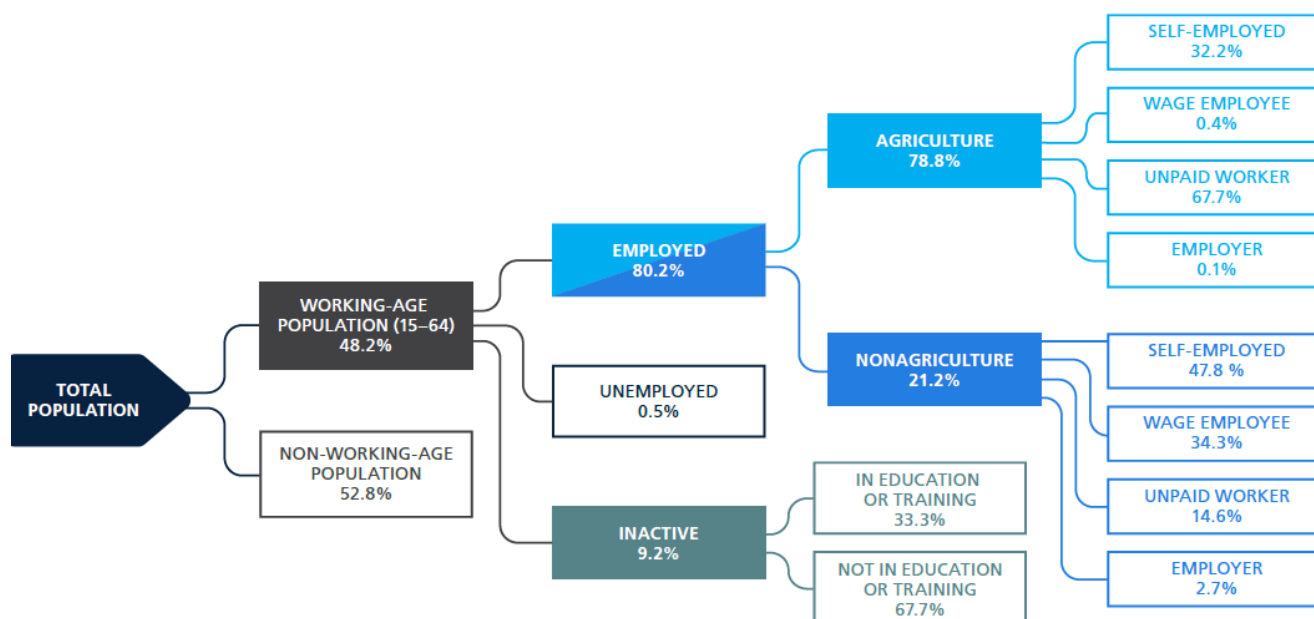 TOTAL
POPULATION
WORKING-AGE
POPULATION (15–64)
48.2%
NON-WORKING-AGE
POPULATION
52.8%
EMPLOYED
80.2%
UNEMPLOYED
0.5%
INACTIVE
9.2%
AGRICULTURE
78.8%
NONAGRICULTURE
21.2%
IN EDUCATION
OR TRAINING
33.3%
NOT IN EDUCATION
OR TRAINING
67.7%
SELF-EMPLOYED
32.2%
WAGE EMPLOYEE
0.4%
UNPAID WORKER
67.7%
EMPLOYER
0.1%
SELF-EMPLOYED
47.8 %
WAGE EMPLOYEE
34.3%
UNPAID WORKER
14.6%
EMPLOYER
2.7%